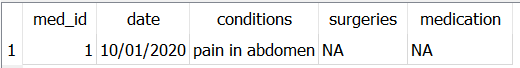 med_id date conditions surgeries medication
1 1 10/01/2020 pain in abdomen NA NA